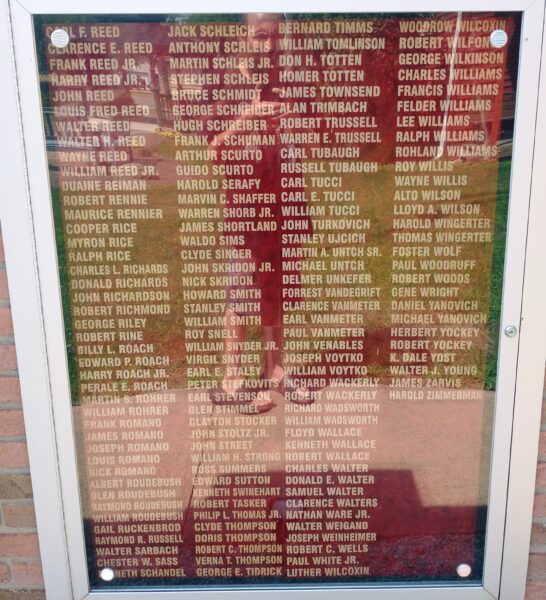 F. REED
CLARENCE E. REED
FRANK REED JR.
HARRY REED JR.
JOHN REED
LOUIS FRED REED
WALTER REED
WALTER H. REED
WAYNE REED
WILLIAM REED JR.
DUAINE REIMAN
ROBERT RENNIE
MAURICE RENNIER
COOPER RICE
MYRON RICE
RALPH RICE
CHARLES L. RICHARDS
DONALD RICHARDS
JOHN RICHARDSON
ROBERT RICHMOND
GEORGE RILEY
ROBERT RINE
BILLY L. ROACH
EDWARD P. ROACH
HARRY ROACH JR.
PERALE E. ROACH
MARTIN S. ROHRER
WILLIAM ROHRER
FRANK ROMANO
JAMES ROMANO
JOSEPH ROMANO
LOUIS ROMANO
NICK ROMANO
ALBERT ROUDEBUSH
GLEN ROUDEBUSH
RAYMOND ROUDEBUSH
WILLIAM ROUDEBUSH
GAIL RUCKENBROD
RAYMOND R. RUSSELL
WALTER SARBACH
CHESTER W. SASS
NETH SCHANDEL
JACK SCHLEICH
ANTHONY SCHLEIS
MARTIN SCHLEIS JR.
STEPHEN SCHLEIS
BRUCE SCHMIDT
GEORGE SCHNEIDER
HUGH SCHREIBER
FRANK J. SCHUMAN
ARTHUR SCURTO
GUIDO SCURTO
HAROLD SERAFY
MARVIN C. SHAFFER
WARREN SHORB JR.
JAMES SHORTLAND
WALDO SIMS
CLYDE SINGER
JOHN SKRIDON JR.
NICK SKRIDON
HOWARD SMITH
STANLEY SMITH
WILLIAM SMITH
ROY SNELL
WILLIAM SNYDER JR.
VIRGIL SNYDER
EARL E. STALEY
PETER STEFKOVITS
EARL STEVENSON
GLEN STIMMEL
CLAYTON STOCKER
JOHN STOLTZ JR.
JOHN STREET
WILLIAM H. STRONG
ROSS SUMMERS
EDWARD SUTTON
KENNETH SWINEHART
ROBERT TASKER
PHILIP L. THOMAS JR.
CLYDE THOMPSON
DORIS THOMPSON
ROBERT C. THOMPSON
VERNA T. THOMPSON
GEORGE E. TIDRICK
BERNARD TIMMS
WILLIAM TOMLINSON
DON H. TOTTEN
HOMER TOTTEN
JAMES TOWNSEND
ALAN TRIMBACH
ROBERT TRUSSELL
WARREN E. TRUSSELL
CARL TUBAUGH
RUSSELL TUBAUGH
CARL TUCCI
CARL E. TUCCI
WILLIAM TUCCI
JOHN TURKOVICH
STANLEY UJCICH
MARTIN A. UNTCH SR.
MICHAEL UNTCH
DELMER UNKEFER
FORREST VANDEGRIFT
CLARENCE VANMETER
EARL VANMETER
PAUL VANMETER
JOHN VENABLES
JOSEPH VOYTKO
WILLIAM VOYTKO
RICHARD WACKERLY
ROBERT WACKERLY
RICHARD WADSWORTH
WILLIAM WADSWORTH
FLOYD WALLACE
KENNETH WALLACE
ROBERT WALLACE
CHARLES WALTER
DONALD E. WALTER
SAMUEL WALTER
CLARENCE WALTERS
NATHAN WARE JR.
WALTER WEIGAND
JOSEPH WEINHEIMER
ROBERT C. WELLS
PAUL WHITE JR.
LUTHER WILCOXIN
WOODROW WILCOXIN
ROBERT WILFONG
GEORGE WILKINSON
CHARLES WILLIAMS
FRANCIS WILLIAMS
FELDER WILLIAMS
LEE WILLIAMS
RALPH WILLIAMS
ROHLAND WILLIAMS
ROY WILLIS
WAYNE WILLIS
ALTO WILSON
LLOYD A. WILSON
HAROLD WINGERTER
THOMAS WINGERTER
FOSTER WOLF
PAUL WOODRUFF
ROBERT WOODS
GENE WRIGHT
DANIEL YANOVICH
MICHAEL YANOVICH
HERBERT YOCKEY
ROBERT YOCKEY
K. DALE YOST
WALTER J. YOUNG
JAMES ZARVIS
HAROLD ZIMMERMAN